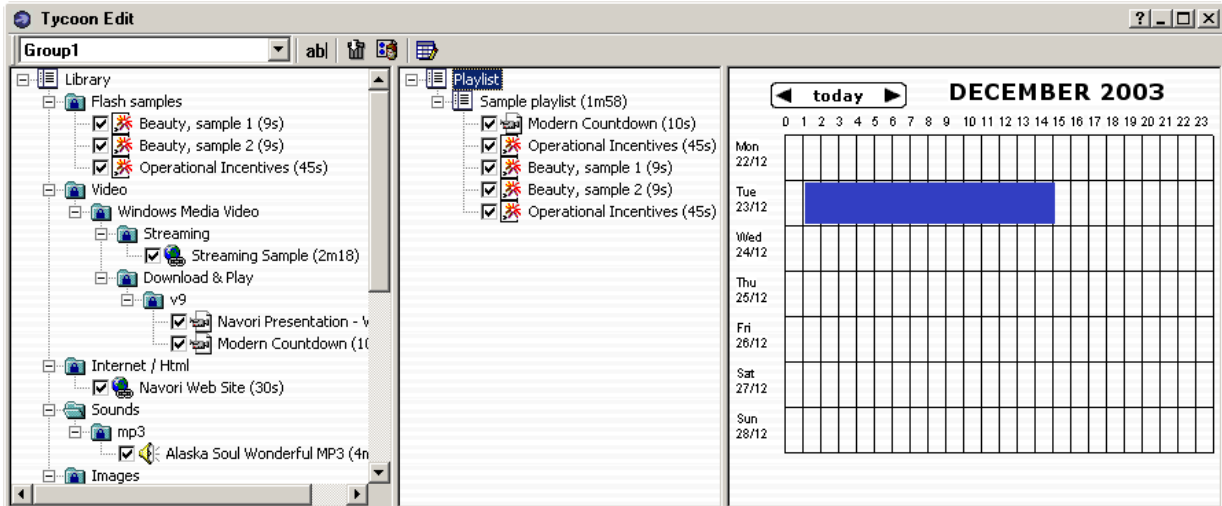 Tycoon Edit
Group1
ab|
Library
Flash samples
Beauty, sample 1 (9s)
Beauty, sample 2 (9s)
Operational Incentives (45s)
Video
Windows Media Video
Streaming
Streaming Sample (2m18)
Download & Play
v9
Navori Presentation -
Modern Countdown (10
Internet / Html
Navori Web Site (30s)
Sounds
mp3
Alaska Soul Wonderful MP3 (4m
Images
Playlist
Sample playlist (1m58)
Modern Countdown (10s)
Operational Incentives (45s)
Beauty, sample 1 (9s)
Beauty, sample 2 (9s)
Operational Incentives (45s)
today
DECEMBER 2003
0 1 2 3 4 5 6 7 8 9 10 11 12 13 14 15 16 17 18 19 20 21 22 23
Mon
22/12
Tue
23/12
Wed
24/12
Thu
25/12
Fri
26/12
Sat
27/12
Sun
28/12